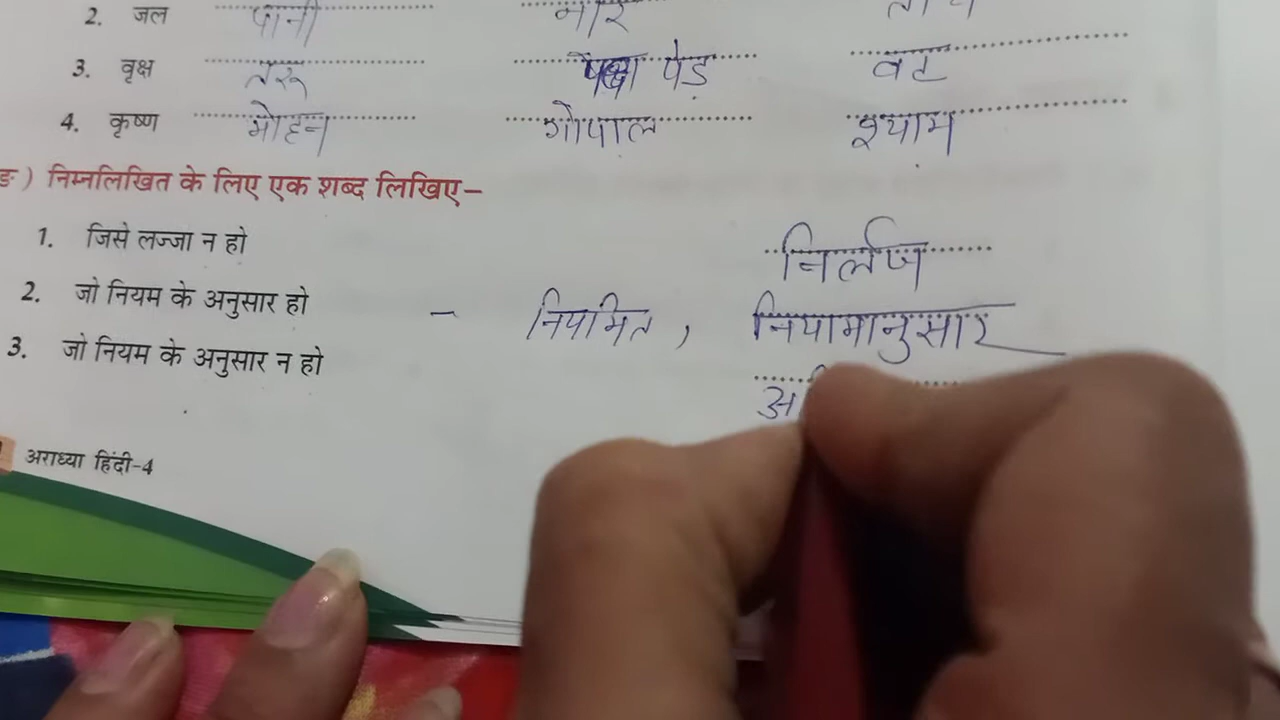 2. जल पानी नीर
3. वृक्ष तरू पेड़ वट
4. कृष्ण मोहन गोपाल श्याम
ङ) निम्नलिखित के लिए एक शब्द लिखिए–
1. जिसे लज्जा न हो निर्लज
2. जो नियम के अनुसार हो – नियमित, नियामानुसार
3. जो नियम के अनुसार न हो अ
अराध्या हिंदी-4